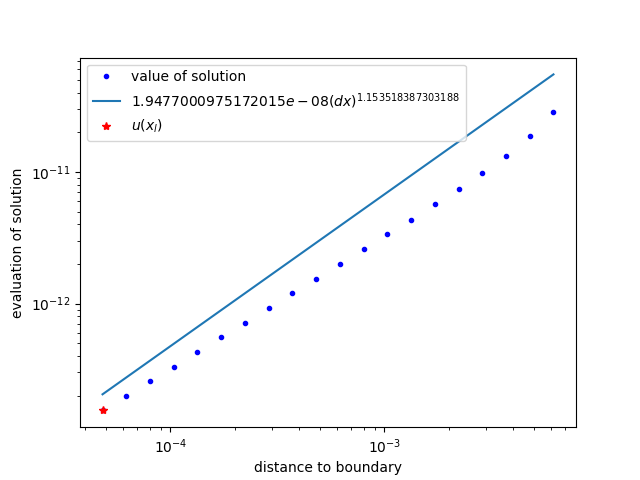 value of solution
1.9477000975172015e − 08(dx)^1.153518387303188
u(x_l)
10^−11
10^−12
evaluation of solution
10^−4
10^−3
distance to boundary